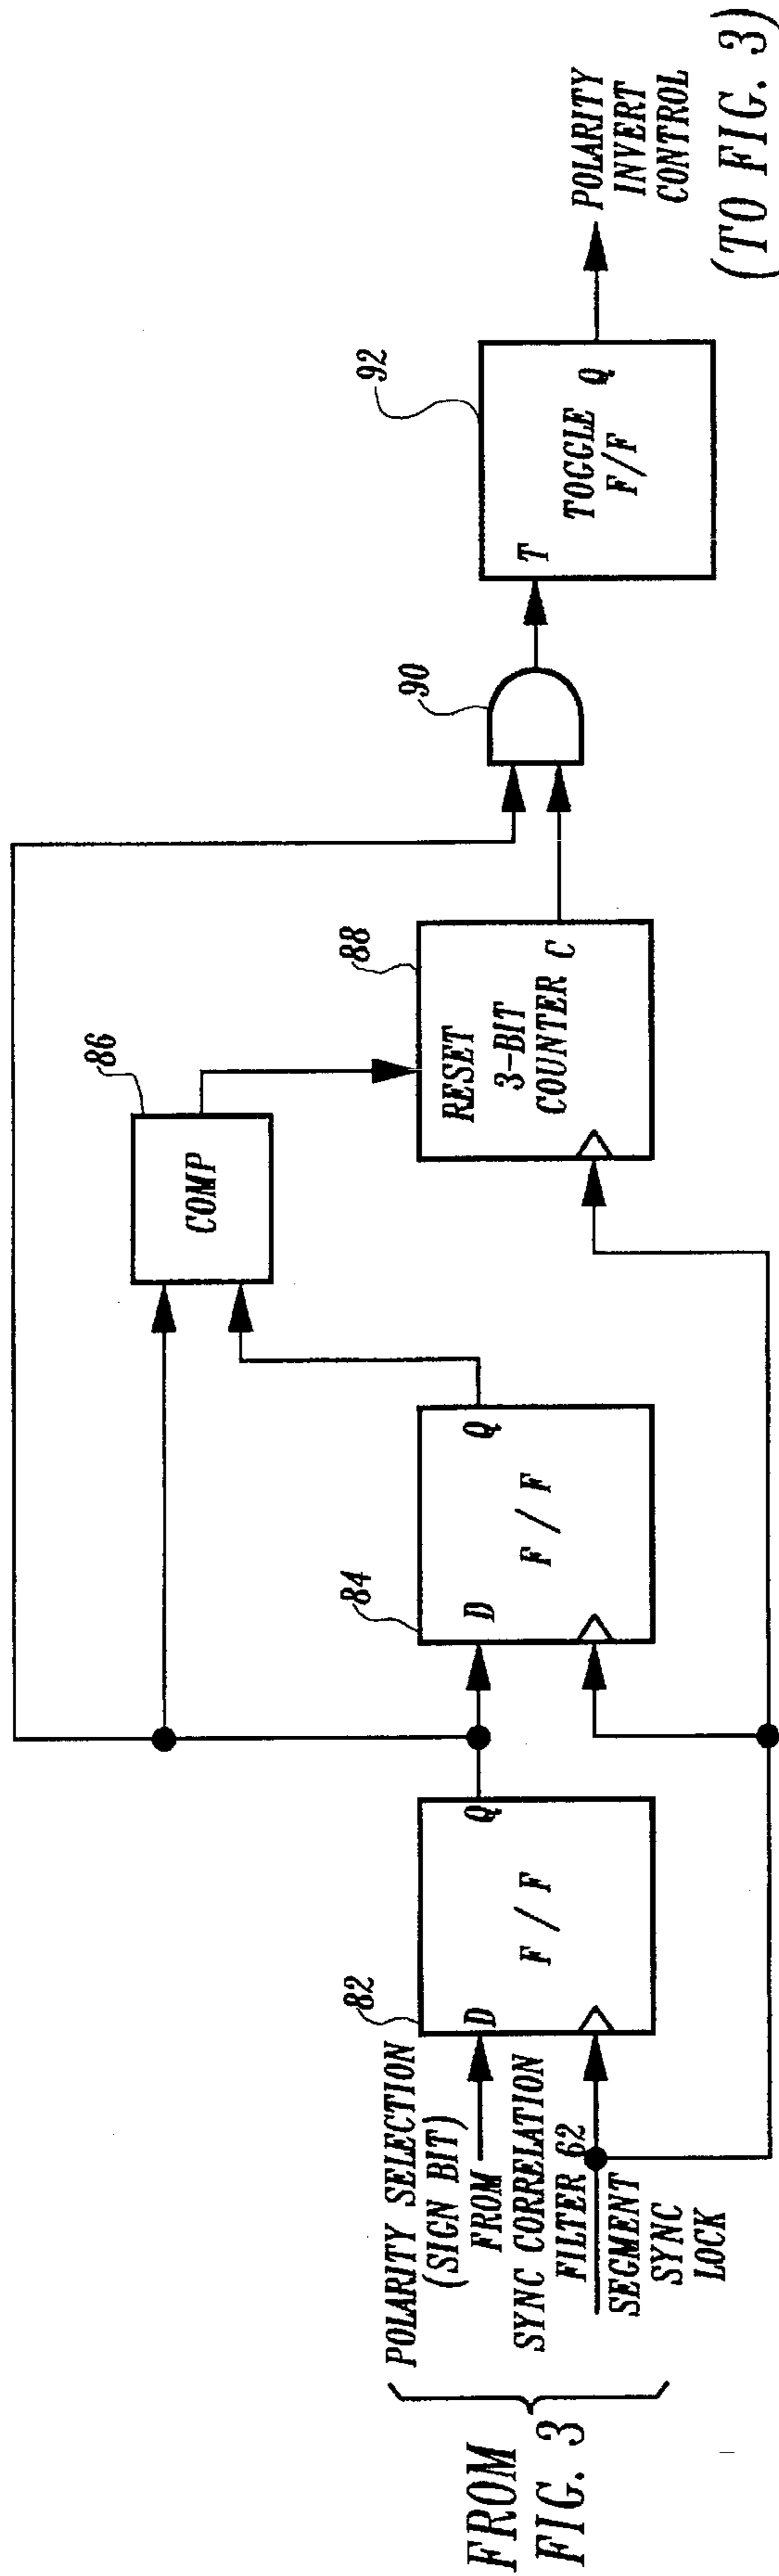 FROM
FIG. 3
POLARITY SELECTION
(SIGN BIT)
FROM
SYNC CORRELATION
FILTER 62
SEGMENT
SYNC
LOCK
82
D
Q
F / F
84
D
Q
F / F
86
COMP
88
RESET
3-BIT
COUNTER C
90
92
T
TOGGLE
F/F
Q
POLARITY
INVERT
CONTROL
(TO FIG. 3)